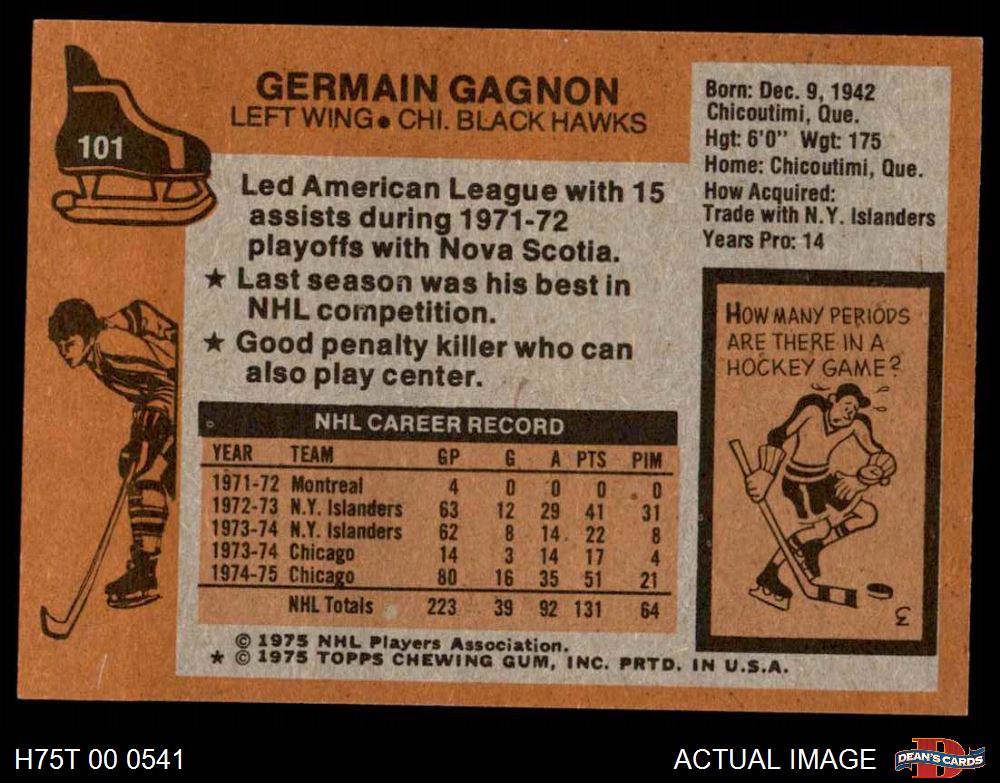 101
GERMAIN GAGNON
LEFT WING ● CHI. BLACK HAWKS
Born: Dec. 9, 1942
Chicoutimi, Que.
Hgt: 6'0" Wgt: 175
Home: Chicoutimi, Que.
How Acquired:
Trade with N.Y. Islanders
Years Pro: 14
Led American League with 15
assists during 1971-72
playoffs with Nova Scotia.
★ Last season was his best in
NHL competition.
★ Good penalty killer who can
also play center.
HOW MANY PERIODS
ARE THERE IN A
HOCKEY GAME?
3
NHL CAREER RECORD
YEAR TEAM GP G A PTS PIM
1971-72 Montreal 4 0 0 0 0
1972-73 N.Y. Islanders 63 12 29 41 31
1973-74 N.Y. Islanders 62 8 14 22 8
1973-74 Chicago 14 3 14 17 4
1974-75 Chicago 80 16 35 51 21
NHL Totals 223 39 92 131 64
© 1975 NHL Players Association.
★ © 1975 TOPPS CHEWING GUM, INC. PRTD. IN U.S.A.
H75T 00 0541
ACTUAL IMAGE
D
DEAN'S CARDS